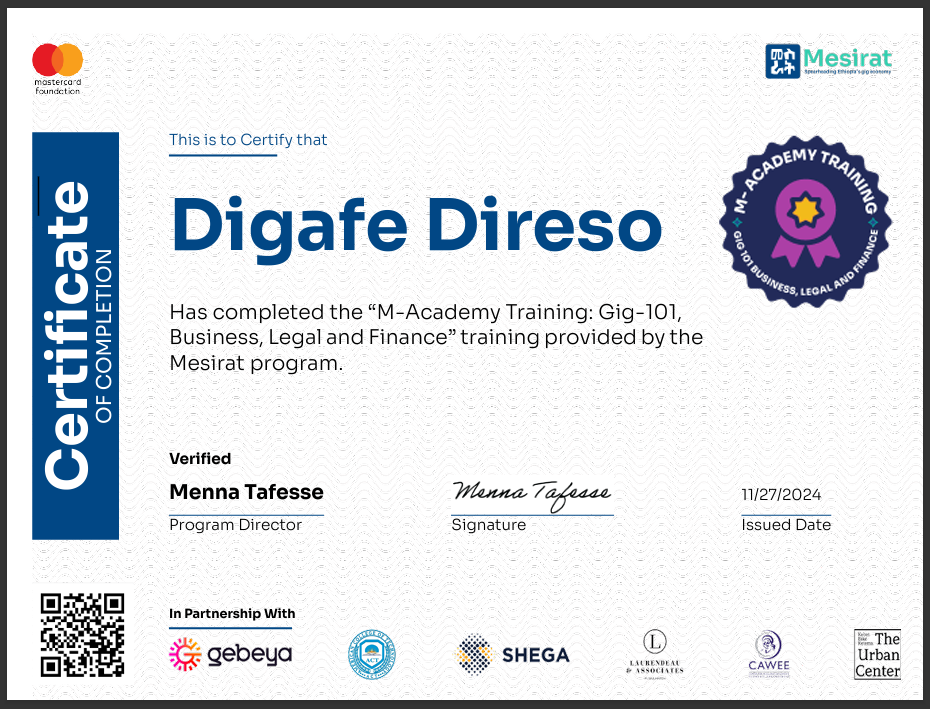 mastercard
foundation
Mesirat
Spearheading Ethiopia's gig economy
This is to Certify that
Certificate
OF COMPLETION
Digafe Direso
M-ACADEMY TRAINING
GIG 101 BUSINESS, LEGAL AND FINANCE
Has completed the “M-Academy Training: Gig-101,
Business, Legal and Finance” training provided by the
Mesirat program.
Verified
Menna Tafesse
Menna Tafesse
11/27/2024
Program Director
Signature
Issued Date
In Partnership With
gebeya
ACT
SHEGA
L
LAURENDEAU
& ASSOCIATES
CAWEE
The
Urban
Center